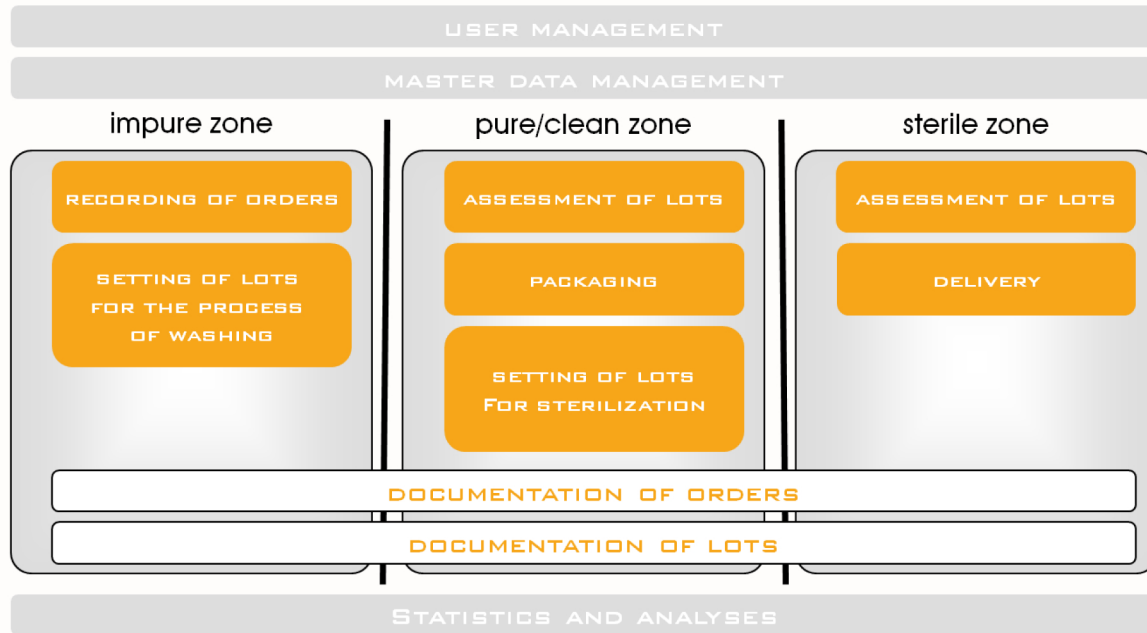 USER MANAGEMENT
MASTER DATA MANAGEMENT
impure zone
RECORDING OF ORDERS
SETTING OF LOTS
FOR THE PROCESS
OF WASHING
pure/clean zone
ASSESSMENT OF LOTS
PACKAGING
SETTING OF LOTS
FOR STERILIZATION
sterile zone
ASSESSMENT OF LOTS
DELIVERY
DOCUMENTATION OF ORDERS
DOCUMENTATION OF LOTS
STATISTICS AND ANALYSES